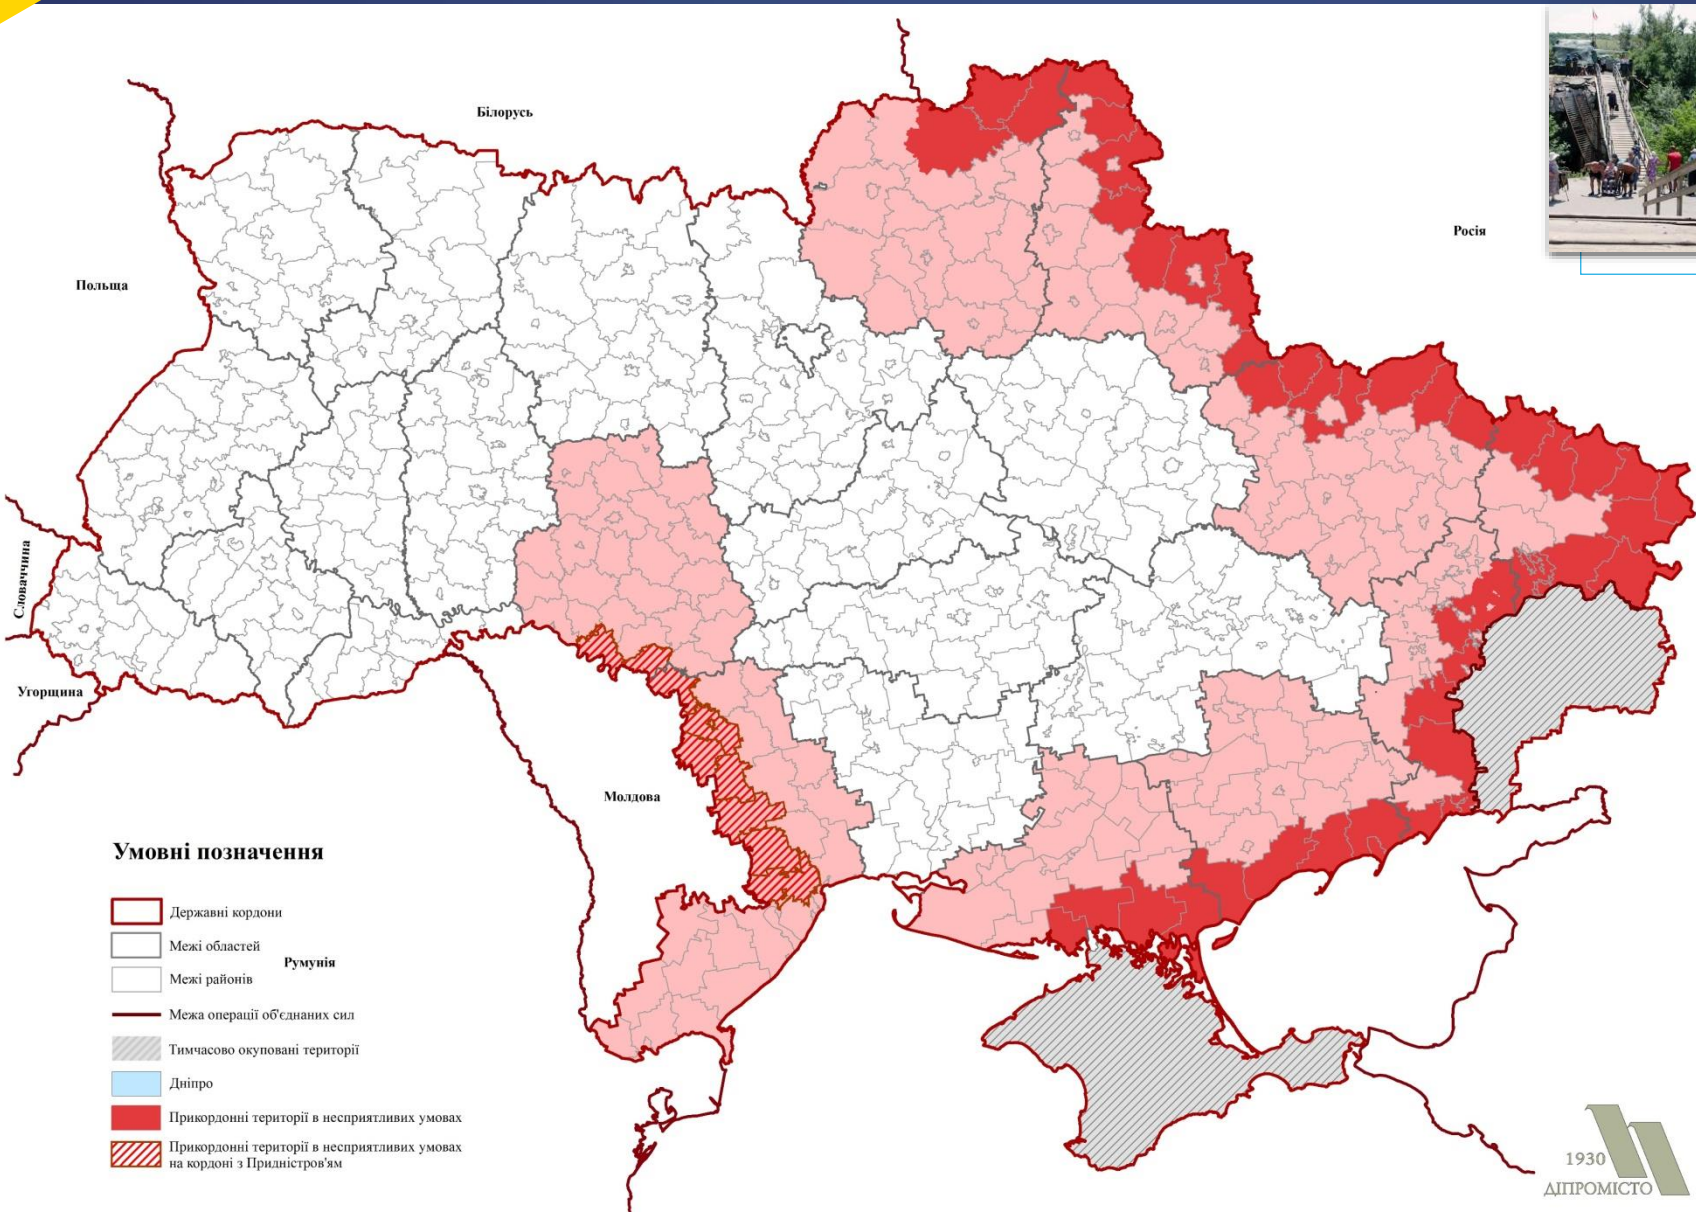 Білорусь
Росія
Польща
Словаччина
Угорщина
Молдова
Румунія
Умовні позначення
Державні кордони
Межі областей
Межі районів
Межа операції об'єднаних сил
Тимчасово окуповані території
Дніпро
Прикордонні території в несприятливих умовах
Прикордонні території в несприятливих умовах
на кордоні з Придністров'ям
1930
ДІПРОМІСТО